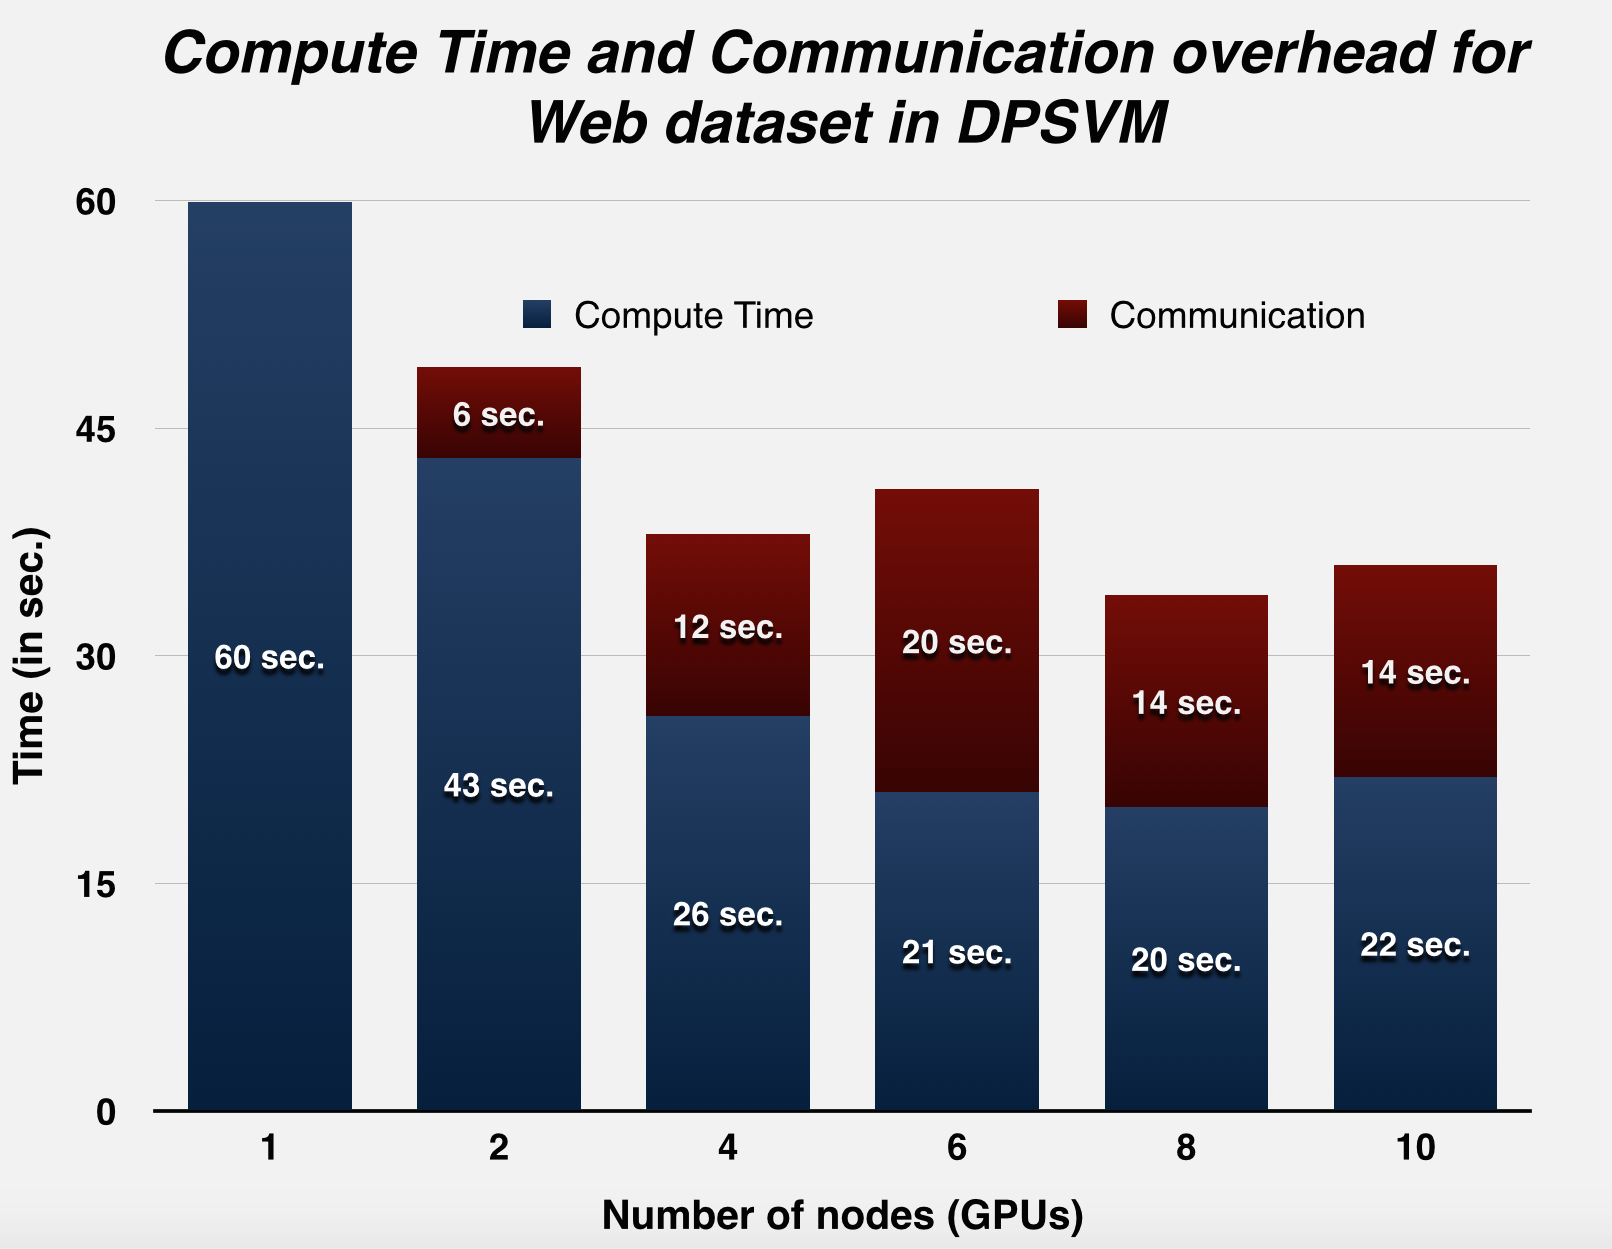 Compute Time and Communication overhead for
Web dataset in DPSVM
60
Compute Time
Communication
6 sec.
45
12 sec.
20 sec.
30
60 sec.
14 sec.
14 sec.
43 sec.
15
26 sec.
21 sec.
20 sec.
22 sec.
0
Time (in sec.)
1 2 4 6 8 10
Number of nodes (GPUs)